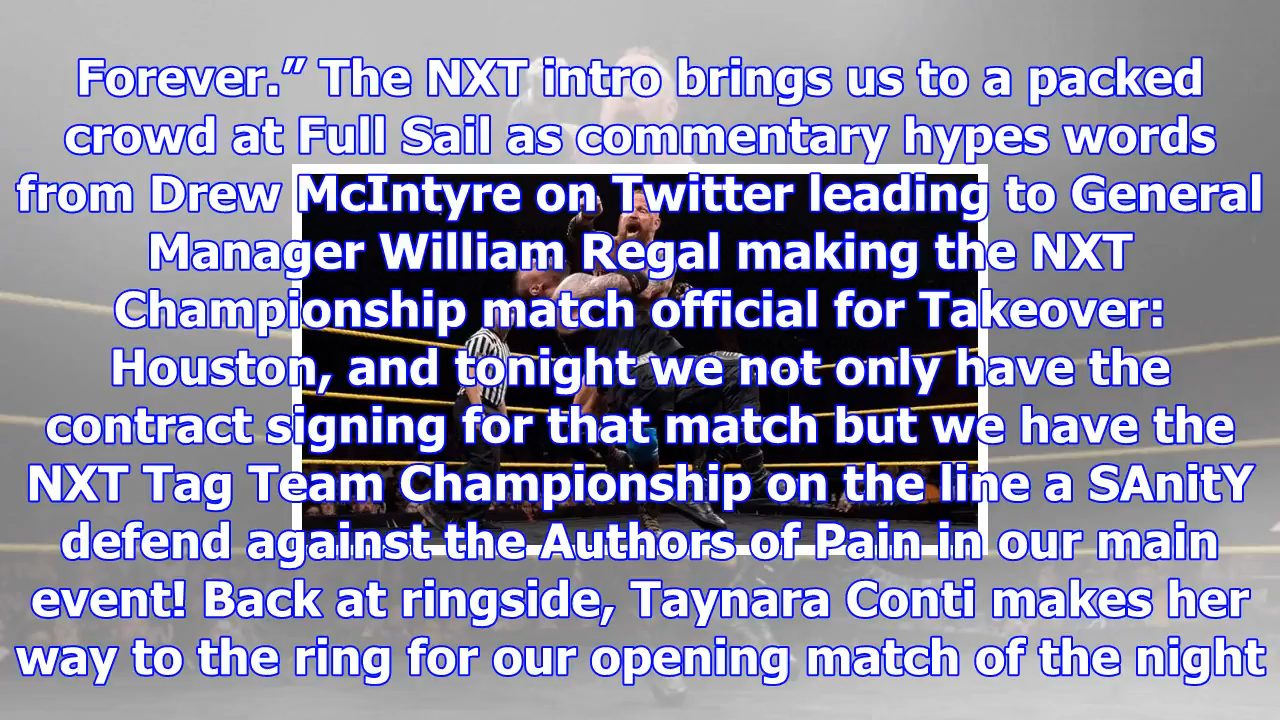 Forever.” The NXT intro brings us to a packed
crowd at Full Sail as commentary hypes words
from Drew McIntyre on Twitter leading to General
Manager William Regal making the NXT
Championship match official for Takeover:
Houston, and tonight we not only have the
contract signing for that match but we have the
NXT Tag Team Championship on the line a SAnitY
defend against the Authors of Pain in our main
event! Back at ringside, Taynara Conti makes her
way to the ring for our opening match of the night